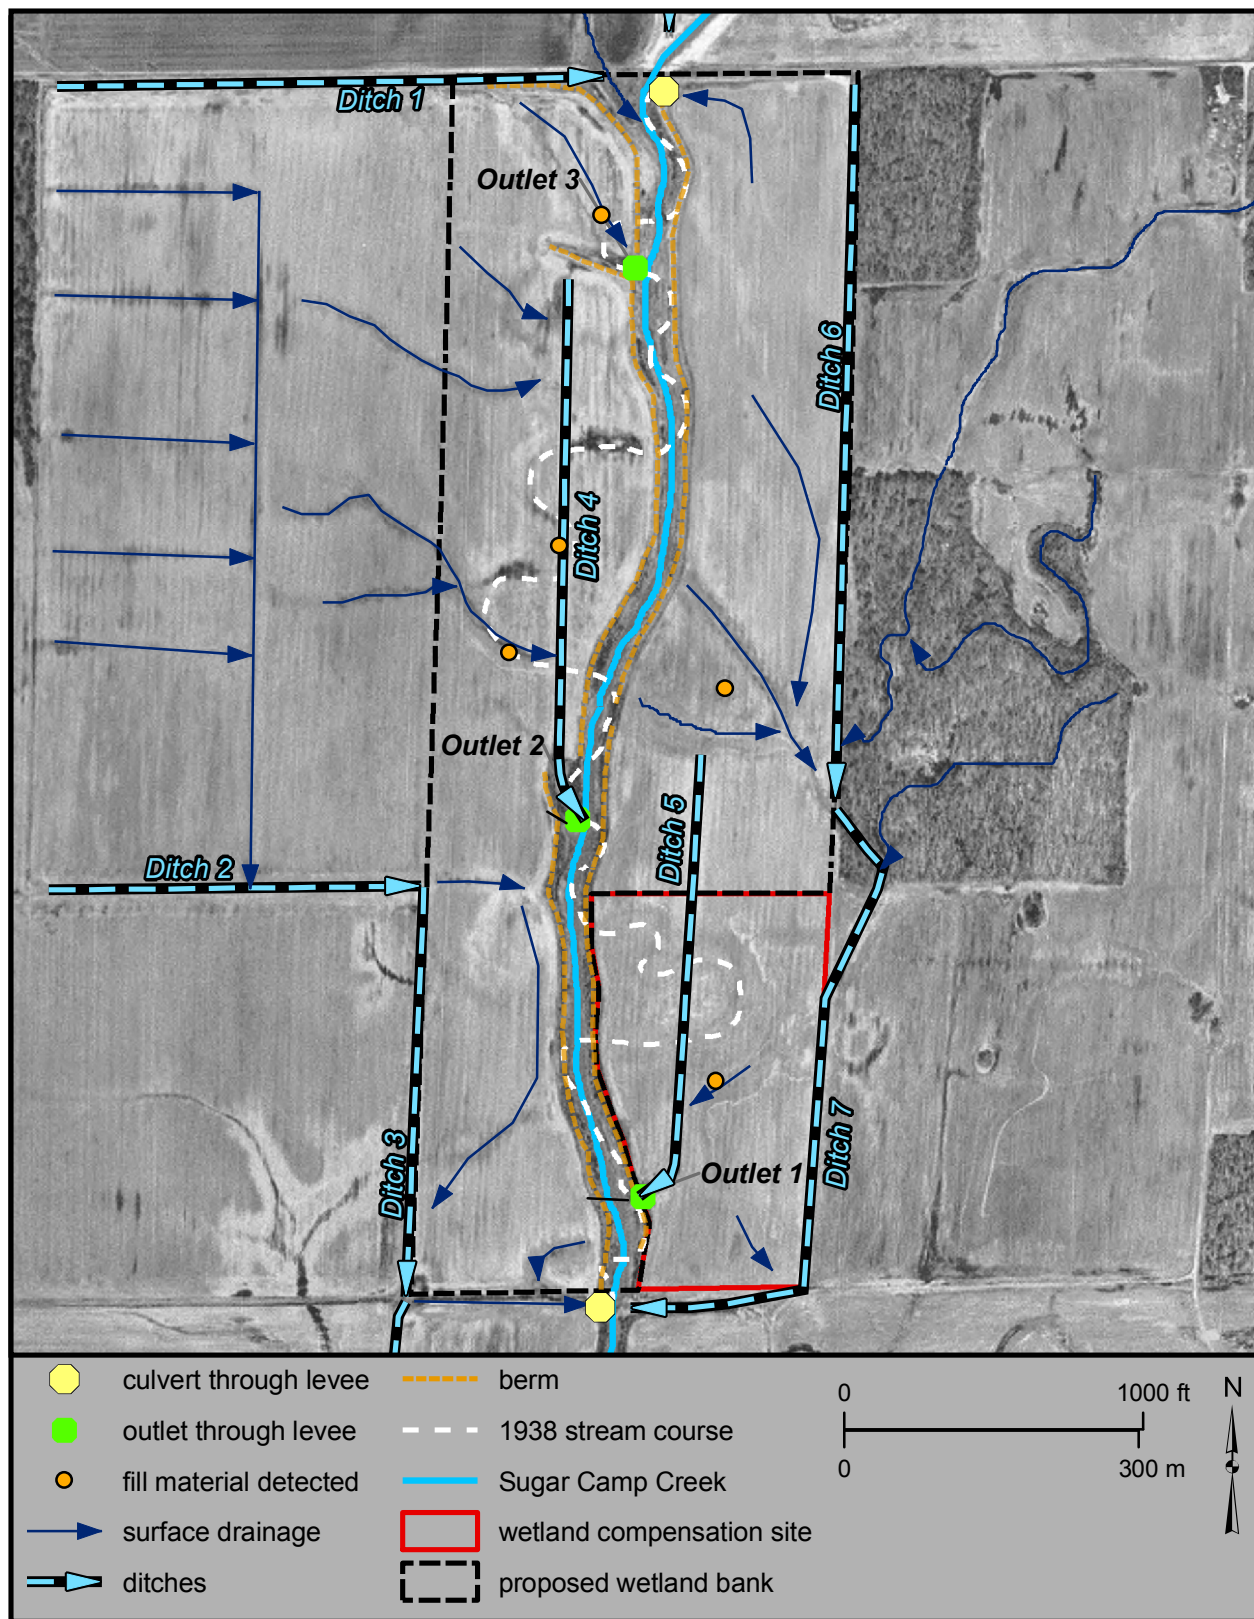 Ditch 1
Outlet 3
Ditch 6
Ditch 4
Outlet 2
Ditch 5
Ditch 2
Ditch 3
Outlet 1
Ditch 7
culvert through levee
outlet through levee
fill material detected
surface drainage
ditches
berm
1938 stream course
Sugar Camp Creek
wetland compensation site
proposed wetland bank
0 1000 ft
0 300 m
N